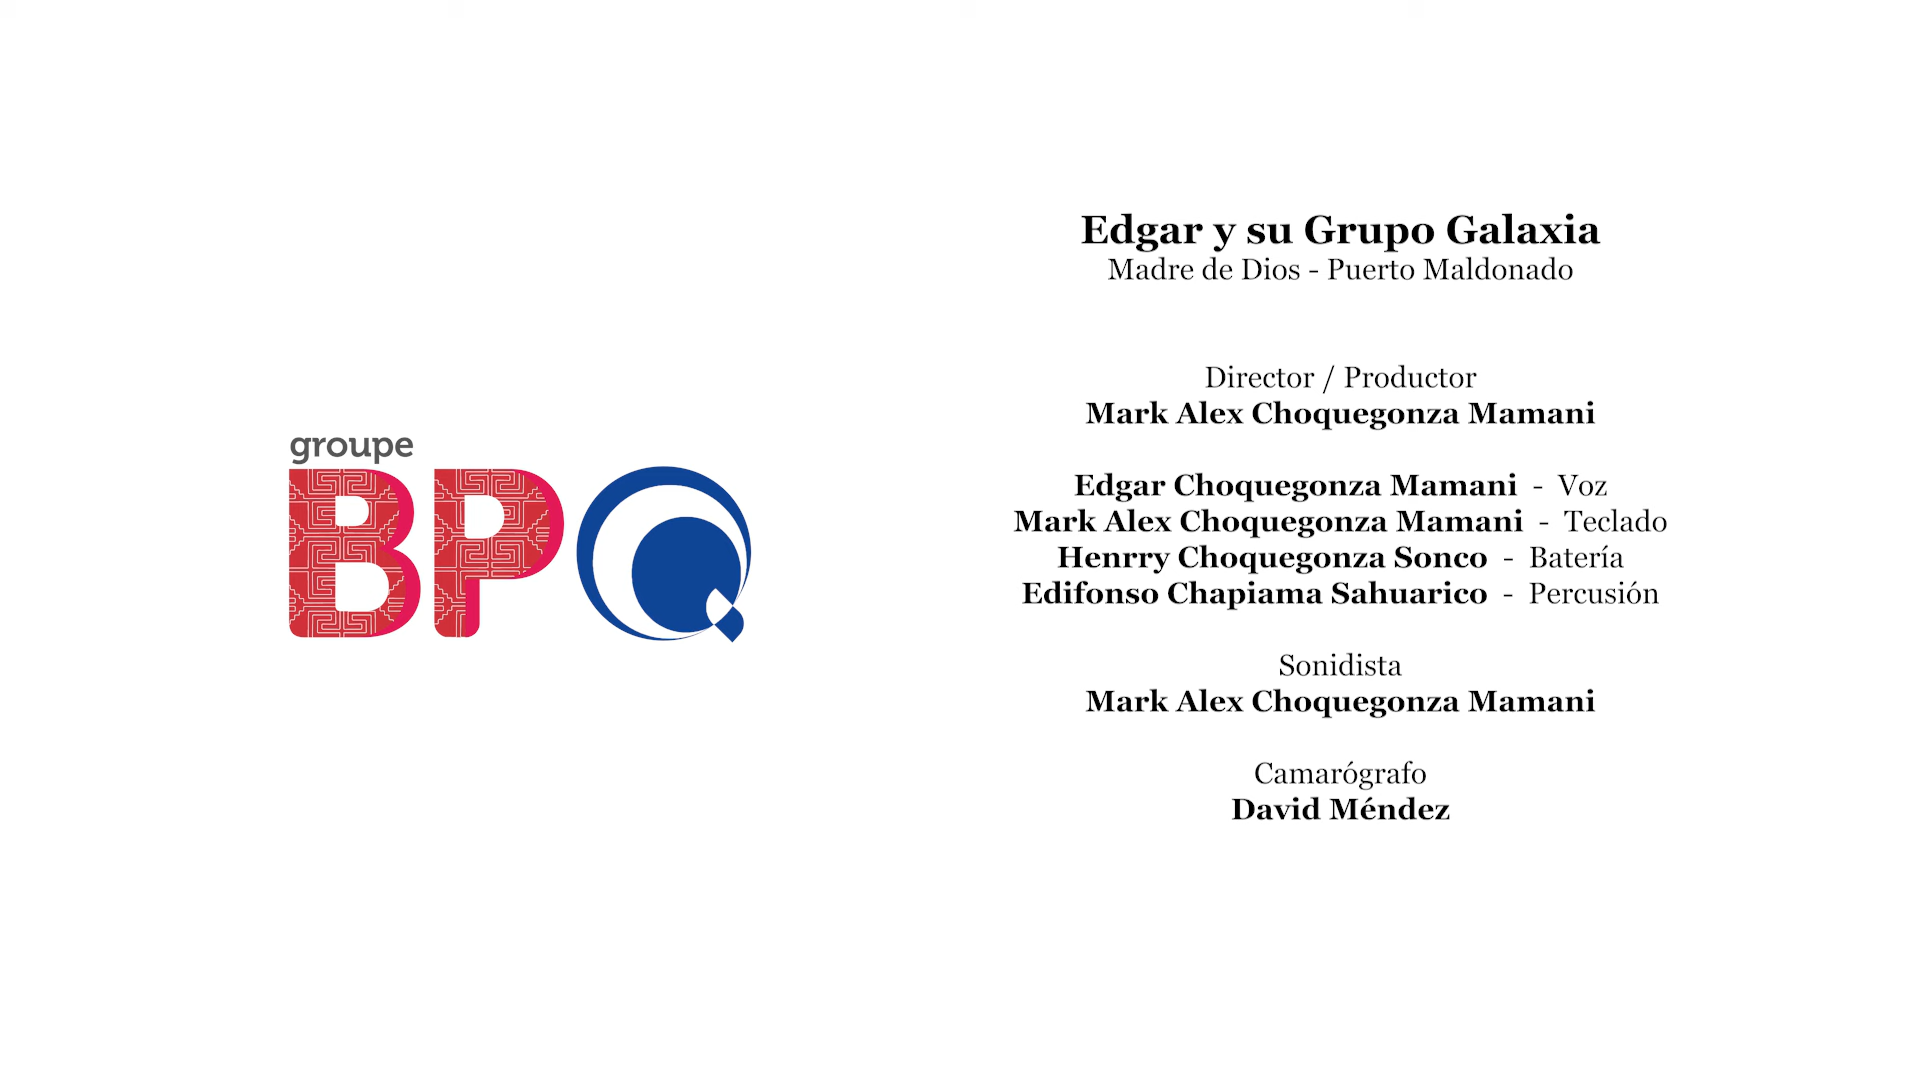 groupe
BPQ
Edgar y su Grupo Galaxia
Madre de Dios - Puerto Maldonado
Director / Productor
Mark Alex Choquegonza Mamani
Edgar Choquegonza Mamani - Voz
Mark Alex Choquegonza Mamani - Teclado
Henrry Choquegonza Sonco - Batería
Edifonso Chapiama Sahuarico - Percusión
Sonidista
Mark Alex Choquegonza Mamani
Camarógrafo
David Méndez